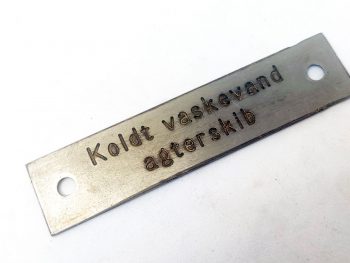 Koldt vaskevand
agterskib